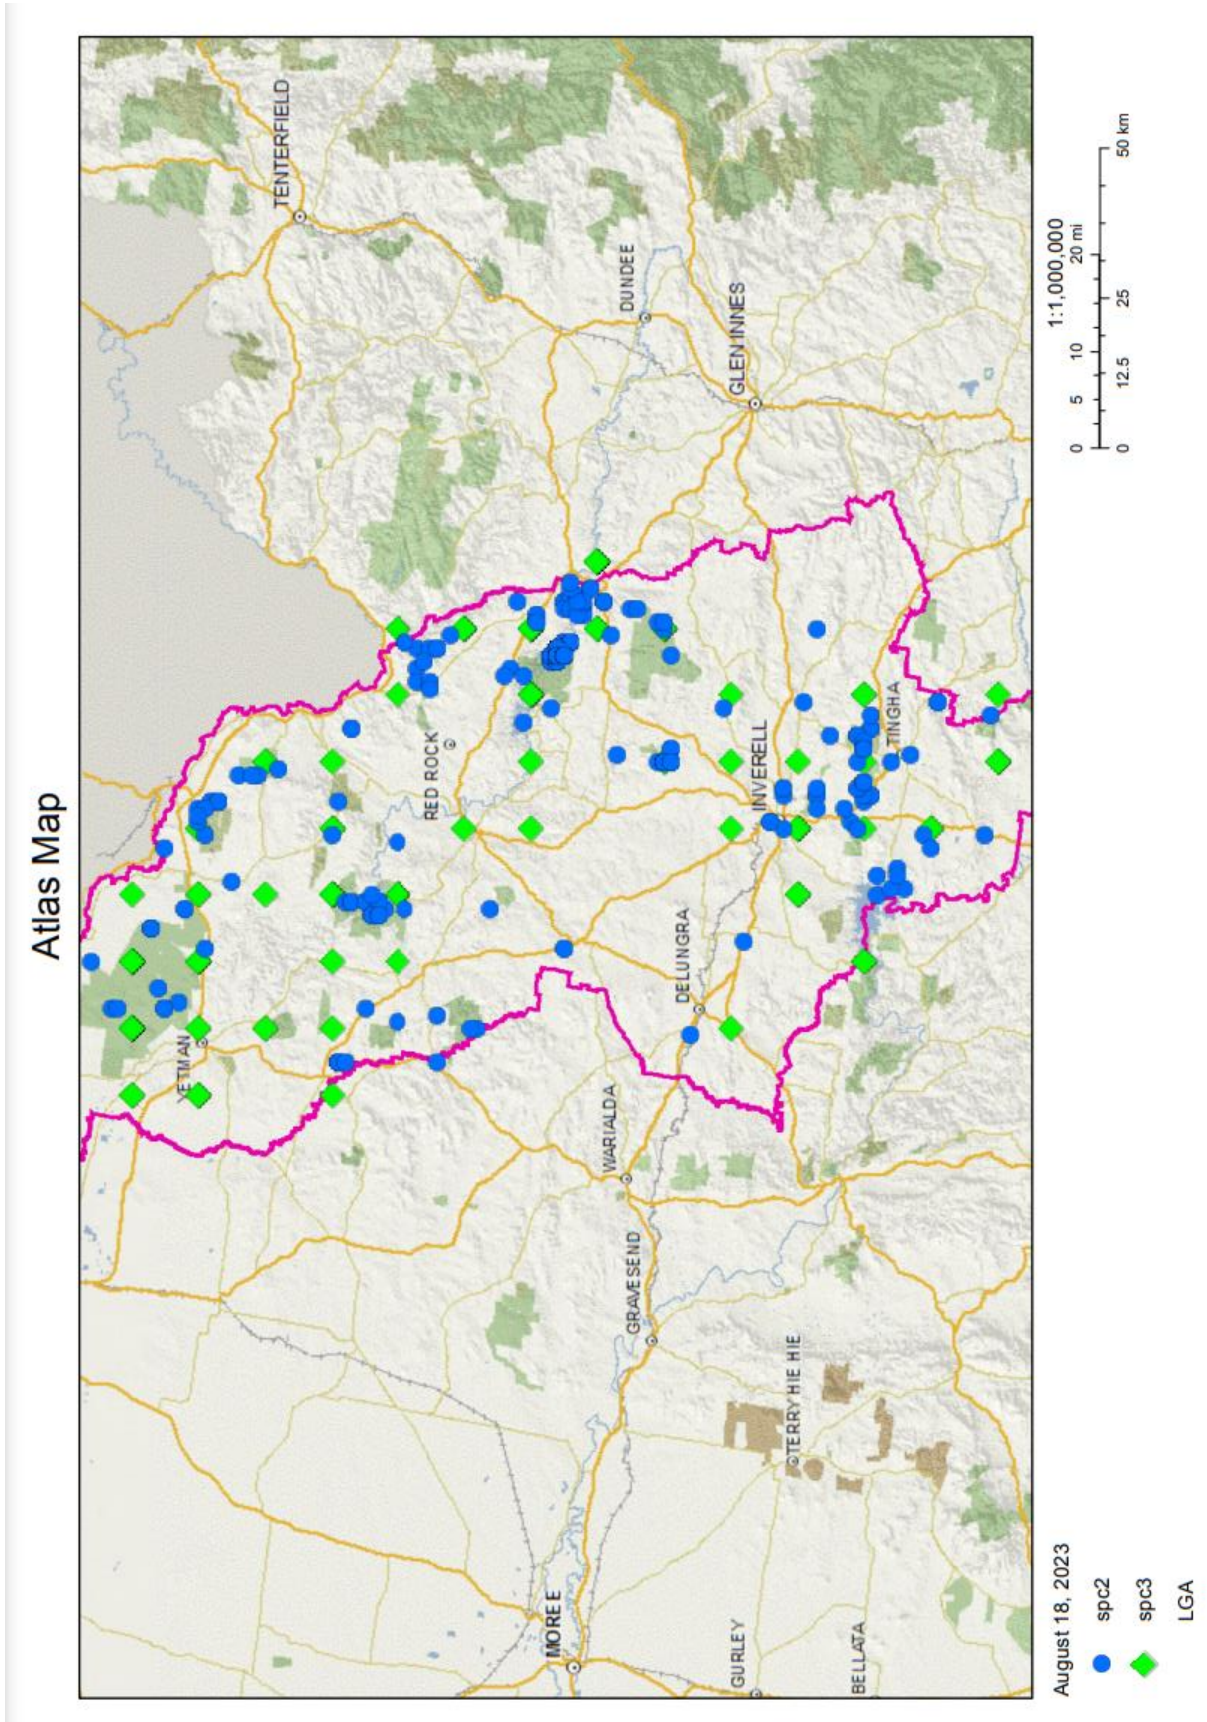 Atlas Map
YETMAN
TENTERFIELD
RED ROCK
MOREE
WARIALDA
DUNDEE
GRAVESEND
DELUNGRA
GURLEY
GLEN INNES
INVERELL
TERRY HIE HIE
BELLATA
TINGHA
August 18, 2023
1:1,000,000
0 5 10 20 mi
0 12.5 25 50 km
spc2
spc3
LGA